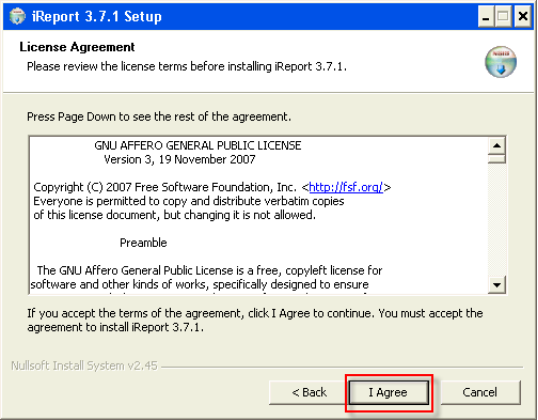 iReport 3.7.1 Setup
License Agreement
Please review the license terms before installing iReport 3.7.1.
Press Page Down to see the rest of the agreement.
GNU AFFERO GENERAL PUBLIC LICENSE
Version 3, 19 November 2007
Copyright (C) 2007 Free Software Foundation, Inc. <http://fsf.org/>
Everyone is permitted to copy and distribute verbatim copies
of this license document, but changing it is not allowed.
Preamble
The GNU Affero General Public License is a free, copyleft license for
software and other kinds of works, specifically designed to ensure
If you accept the terms of the agreement, click I Agree to continue. You must accept the
agreement to install iReport 3.7.1.
Nullsoft Install System v2.45
< Back
I Agree
Cancel